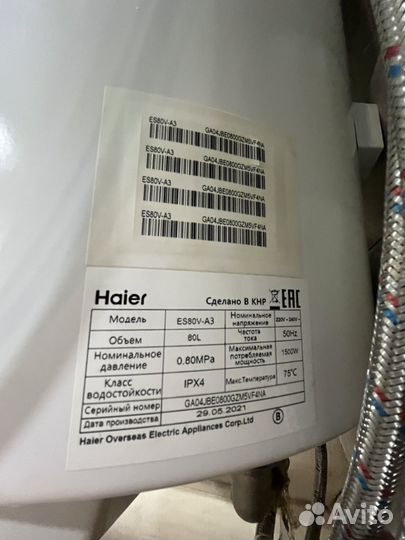 ES80V-A3 GA04JBE0800GZM5VF4NA
ES80V-A3 GA04JBE0800GZM5VF4NA
ES80V-A3 GA04JBE0800GZM5VF4NA
ES80V-A3 GA04JBE0800GZM5VF4NA
Haier Сделано В КНР EAC
Модель ES80V-A3 Номинальное напряжение 220V~240V~
Объем 80L Частота тока 50Hz
Номинальное давление 0.80MPa Максимальная потребляемая мощность 1500W
Класс водостойкости IPX4 Макс.Температура 75℃
Серийный номер GA04JBE0800GZM5VF4NA
Дата производства 29.05.2021
Haier Overseas Electric Appliances Corp.Ltd B
Avito